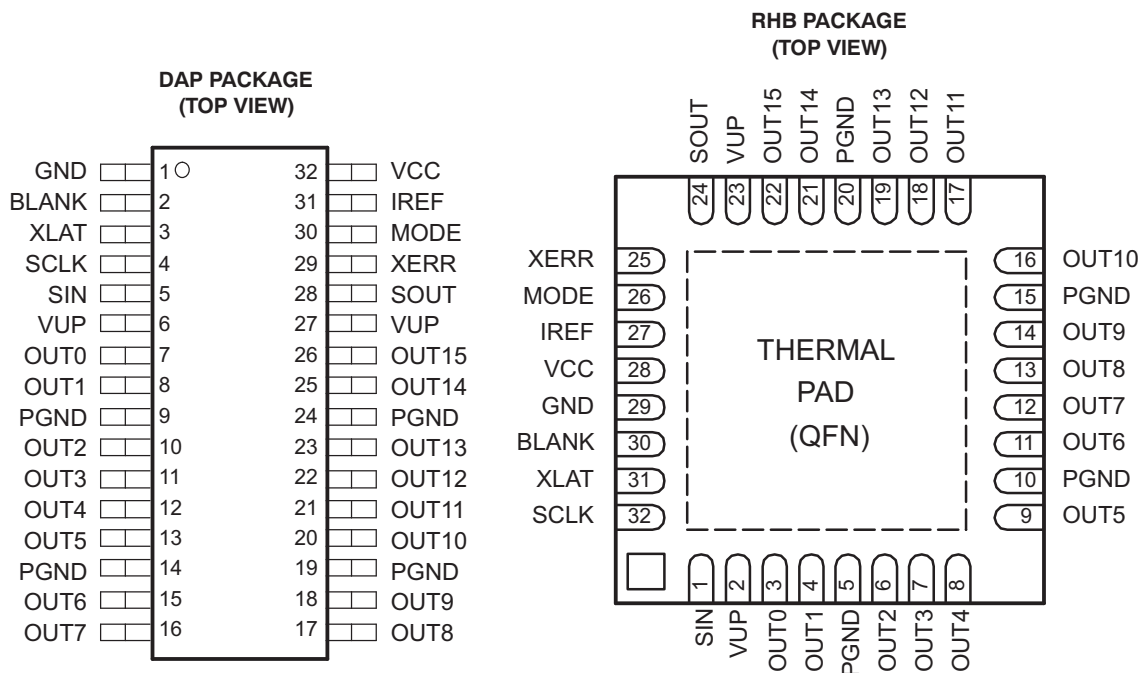 DAP PACKAGE
(TOP VIEW)
GND 1 32 VCC
BLANK 2 31 IREF
XLAT 3 30 MODE
SCLK 4 29 XERR
SIN 5 28 SOUT
VUP 6 27 VUP
OUT0 7 26 OUT15
OUT1 8 25 OUT14
PGND 9 24 PGND
OUT2 10 23 OUT13
OUT3 11 22 OUT12
OUT4 12 21 OUT11
OUT5 13 20 OUT10
PGND 14 19 PGND
OUT6 15 18 OUT9
OUT7 16 17 OUT8
RHB PACKAGE
(TOP VIEW)
SOUT VUP OUT15 OUT14 PGND OUT13 OUT12 OUT11
24 23 22 21 20 19 18 17
XERR 25 16 OUT10
MODE 26 15 PGND
IREF 27 14 OUT9
VCC 28 13 OUT8
GND 29 12 OUT7
BLANK 30 11 OUT6
XLAT 31 10 PGND
SCLK 32 9 OUT5
THERMAL
PAD
(QFN)
1 2 3 4 5 6 7 8
SIN VUP OUT0 OUT1 PGND OUT2 OUT3 OUT4